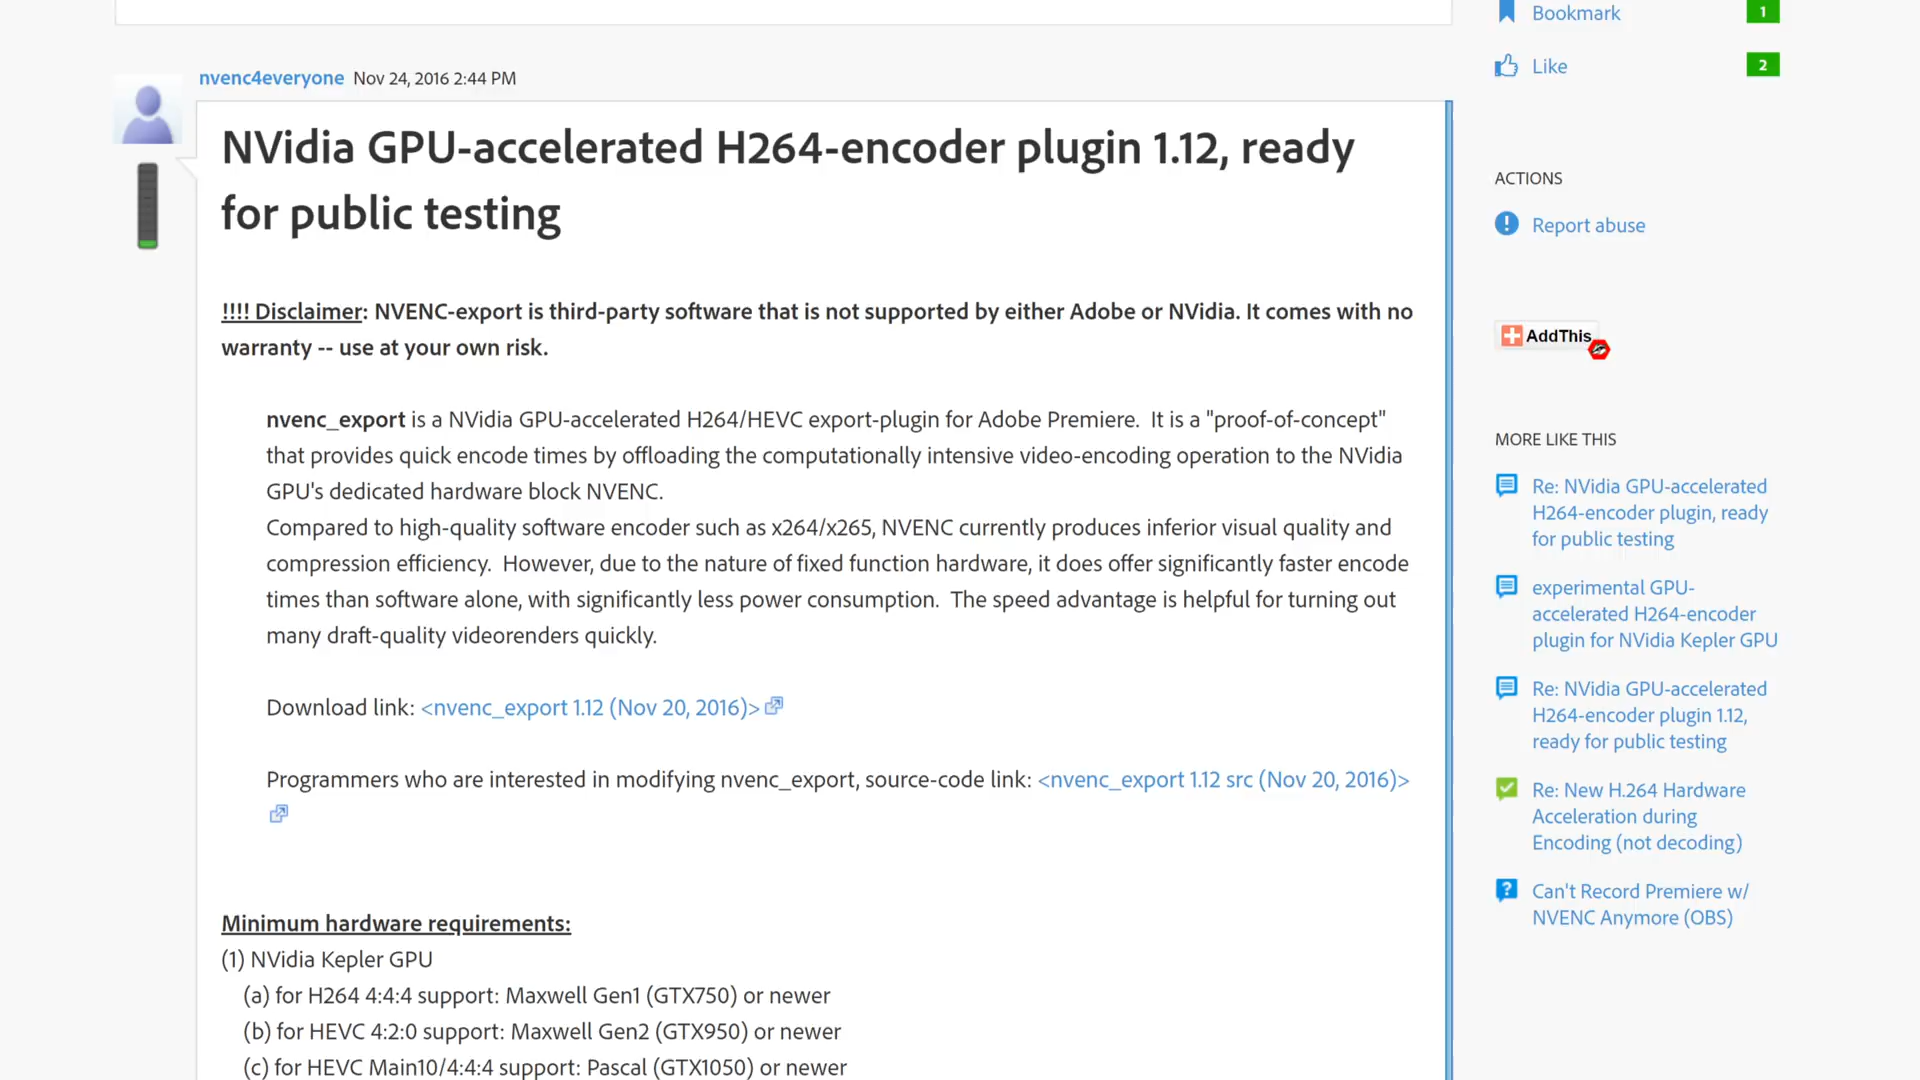 Bookmark
1
Like
2
nvenc4everyone Nov 24, 2016 2:44 PM
NVidia GPU-accelerated H264-encoder plugin 1.12, ready
for public testing
!!!! Disclaimer: NVENC-export is third-party software that is not supported by either Adobe or NVidia. It comes with no
warranty -- use at your own risk.
nvenc_export is a NVidia GPU-accelerated H264/HEVC export-plugin for Adobe Premiere.  It is a "proof-of-concept"
that provides quick encode times by offloading the computationally intensive video-encoding operation to the NVidia
GPU's dedicated hardware block NVENC.
Compared to high-quality software encoder such as x264/x265, NVENC currently produces inferior visual quality and
compression efficiency.  However, due to the nature of fixed function hardware, it does offer significantly faster encode
times than software alone, with significantly less power consumption.  The speed advantage is helpful for turning out
many draft-quality videorenders quickly.
Download link: <nvenc_export 1.12 (Nov 20, 2016)>
Programmers who are interested in modifying nvenc_export, source-code link: <nvenc_export 1.12 src (Nov 20, 2016)>
Minimum hardware requirements:
(1) NVidia Kepler GPU
(a) for H264 4:4:4 support: Maxwell Gen1 (GTX750) or newer
(b) for HEVC 4:2:0 support: Maxwell Gen2 (GTX950) or newer
(c) for HEVC Main10/4:4:4 support: Pascal (GTX1050) or newer
ACTIONS
Report abuse
AddThis
MORE LIKE THIS
Re: NVidia GPU-accelerated
H264-encoder plugin, ready
for public testing
experimental GPU-
accelerated H264-encoder
plugin for NVidia Kepler GPU
Re: NVidia GPU-accelerated
H264-encoder plugin 1.12,
ready for public testing
Re: New H.264 Hardware
Acceleration during
Encoding (not decoding)
Can't Record Premiere w/
NVENC Anymore (OBS)